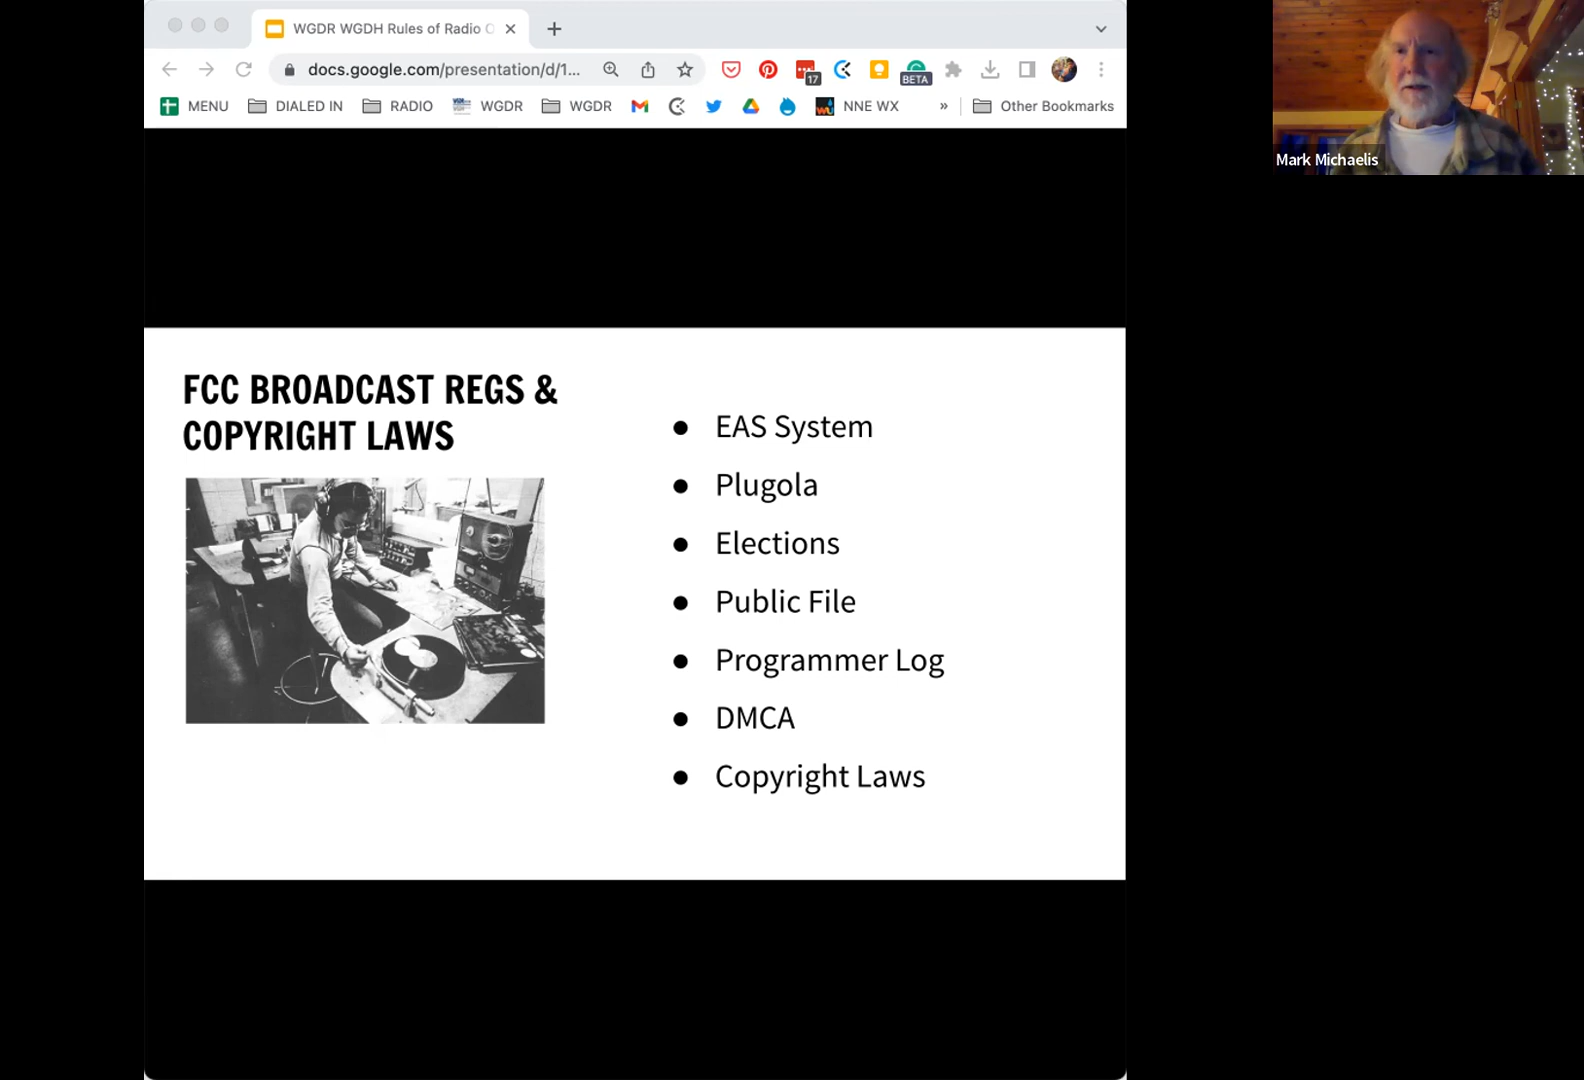 WGDR WGDH Rules of Radio
docs.google.com/presentation/d/1...
17
BETA
MENU
DIALED IN
RADIO
WGDR
WGDR
NNE WX
»
Other Bookmarks
Mark Michaelis
FCC BROADCAST REGS &
COPYRIGHT LAWS
● EAS System
● Plugola
● Elections
● Public File
● Programmer Log
● DMCA
● Copyright Laws